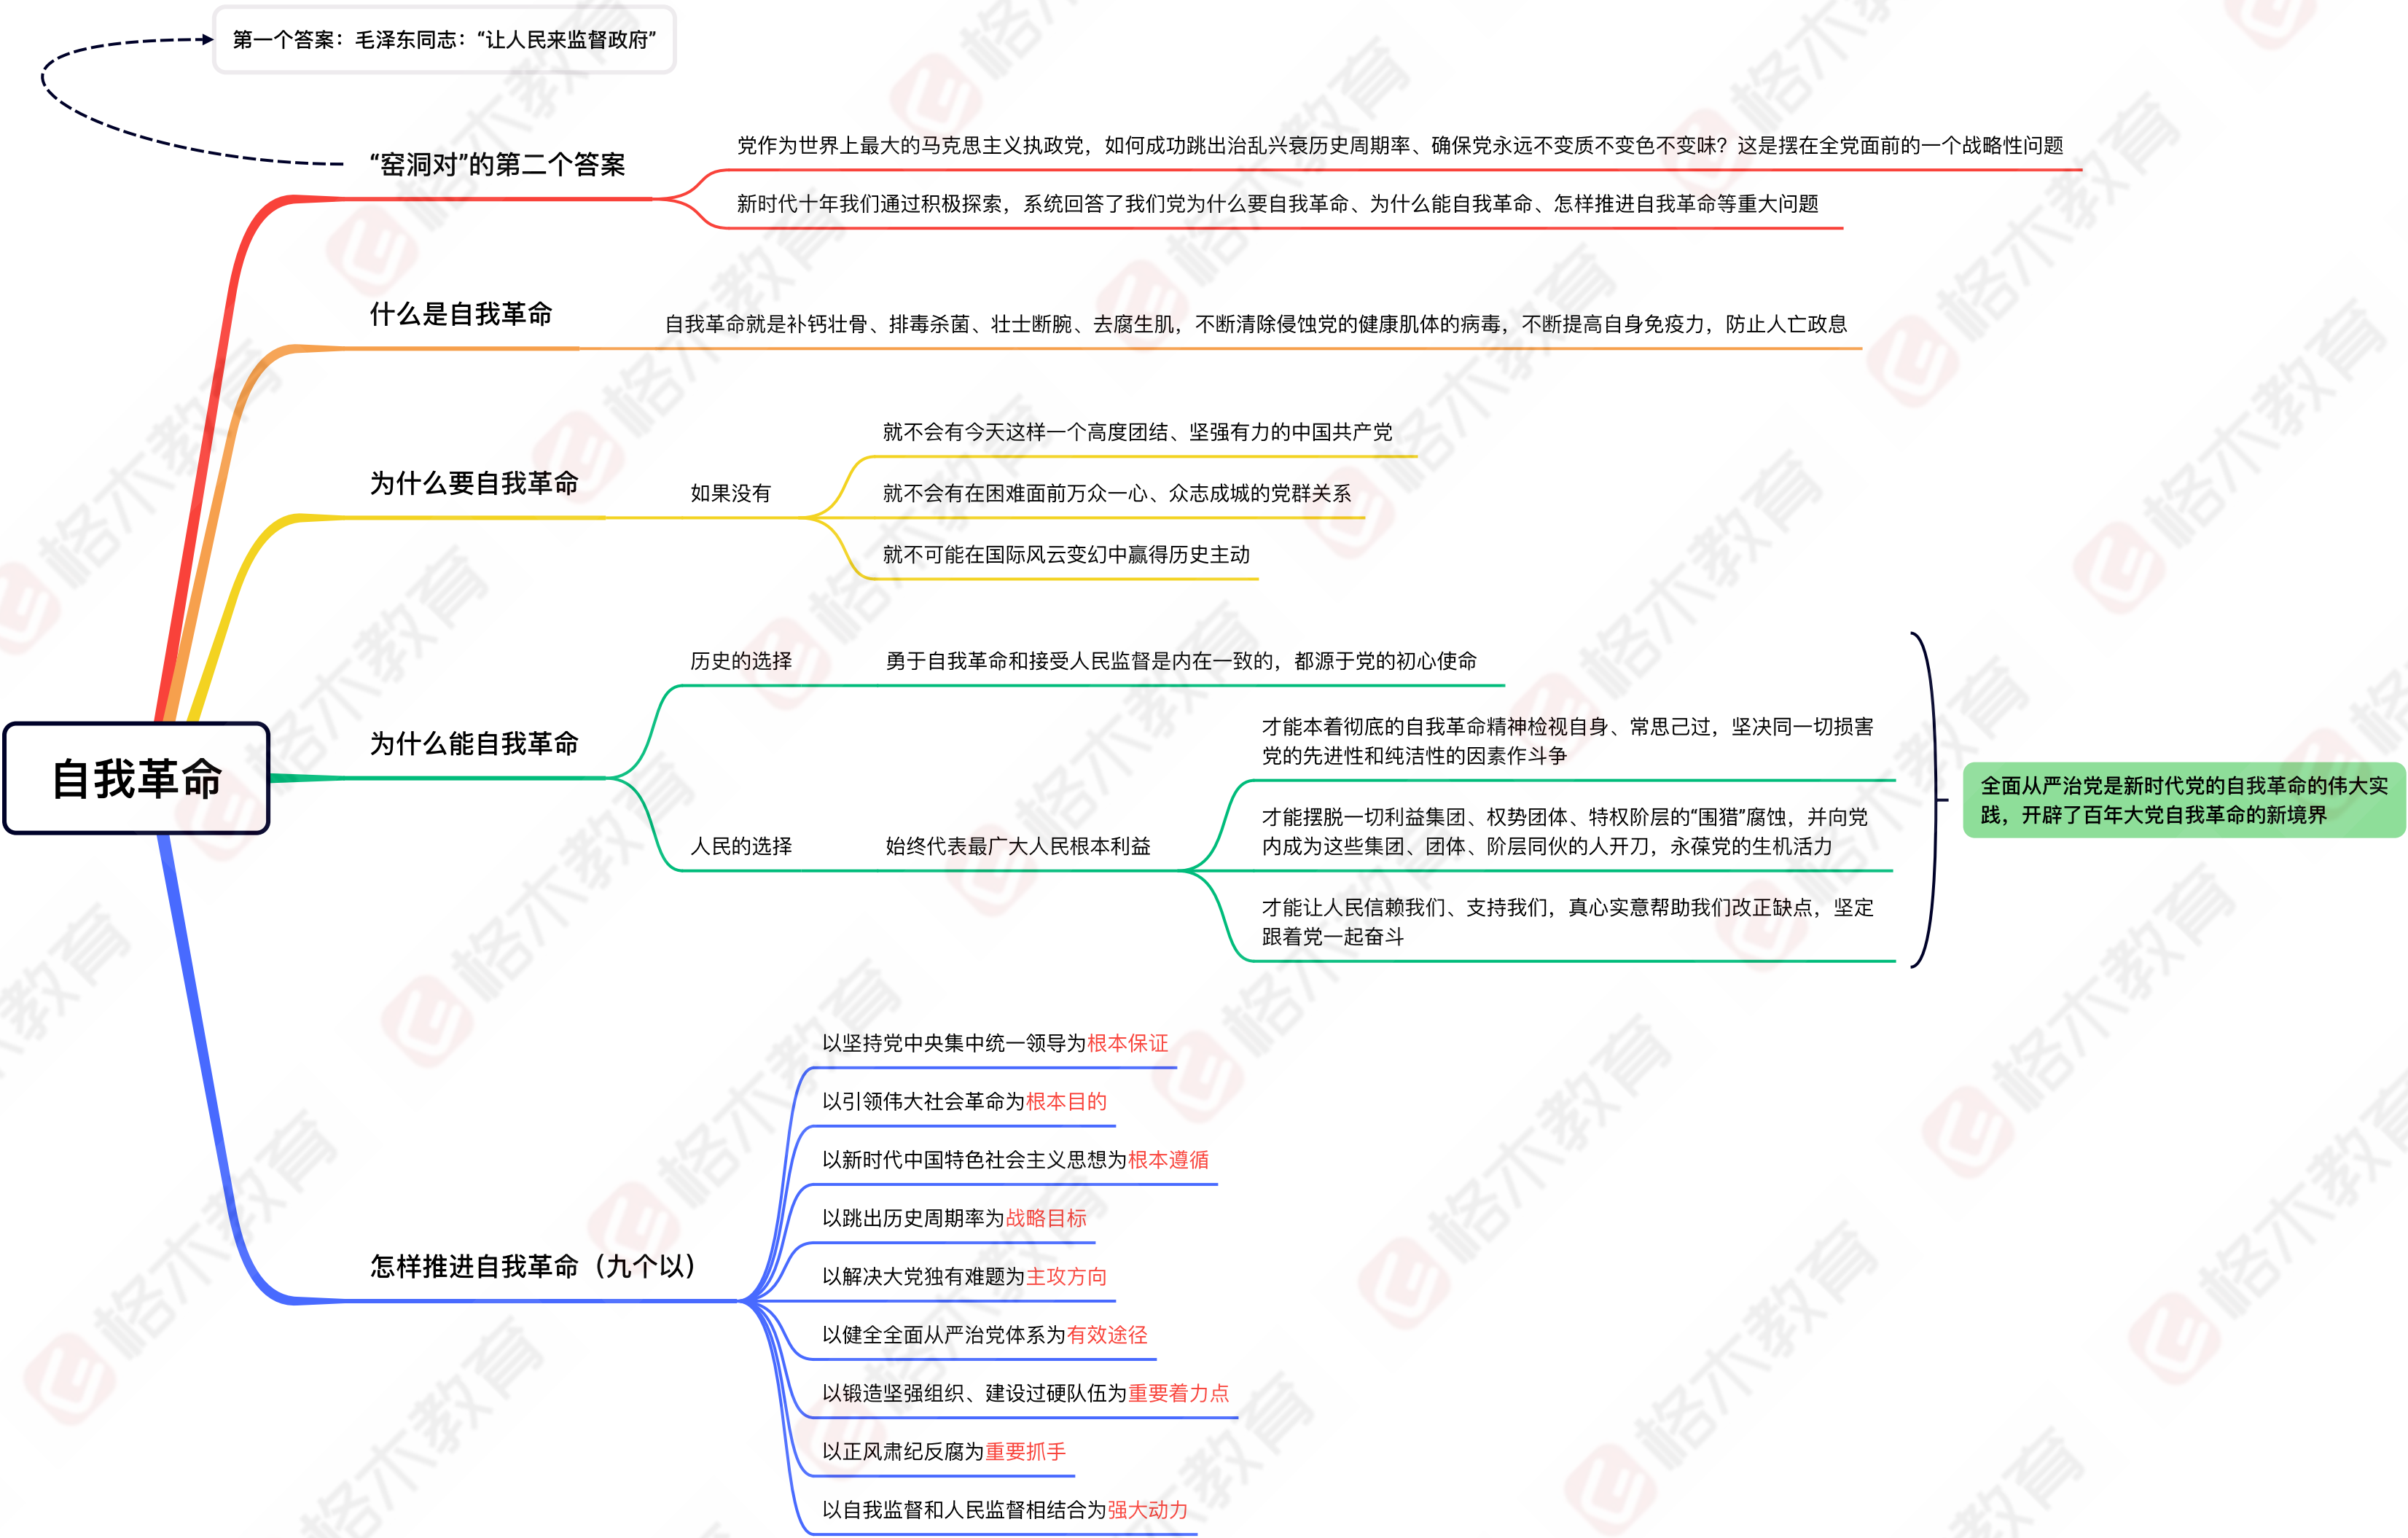 第一个答案：毛泽东同志：“让人民来监督政府”
“窑洞对”的第二个答案
党作为世界上最大的马克思主义执政党，如何成功跳出治乱兴衰历史周期率、确保党永远不变质不变色不变味？这是摆在全党面前的一个战略性问题
新时代十年我们通过积极探索，系统回答了我们党为什么要自我革命、为什么能自我革命、怎样推进自我革命等重大问题
什么是自我革命
自我革命就是补钙壮骨、排毒杀菌、壮士断腕、去腐生肌，不断清除侵蚀党的健康肌体的病毒，不断提高自身免疫力，防止人亡政息
为什么要自我革命
如果没有
就不会有今天这样一个高度团结、坚强有力的中国共产党
就不会有在困难面前万众一心、众志成城的党群关系
就不可能在国际风云变幻中赢得历史主动
自我革命
为什么能自我革命
历史的选择
勇于自我革命和接受人民监督是内在一致的，都源于党的初心使命
人民的选择
始终代表最广大人民根本利益
才能本着彻底的自我革命精神检视自身、常思己过，坚决同一切损害
党的先进性和纯洁性的因素作斗争
才能摆脱一切利益集团、权势团体、特权阶层的“围猎”腐蚀，并向党
内成为这些集团、团体、阶层同伙的人开刀，永葆党的生机活力
才能让人民信赖我们、支持我们，真心实意帮助我们改正缺点，坚定
跟着党一起奋斗
全面从严治党是新时代党的自我革命的伟大实
践，开辟了百年大党自我革命的新境界
怎样推进自我革命（九个以）
以坚持党中央集中统一领导为根本保证
以引领伟大社会革命为根本目的
以新时代中国特色社会主义思想为根本遵循
以跳出历史周期率为战略目标
以解决大党独有难题为主攻方向
以健全全面从严治党体系为有效途径
以锻造坚强组织、建设过硬队伍为重要着力点
以正风肃纪反腐为重要抓手
以自我监督和人民监督相结合为强大动力
格木教育